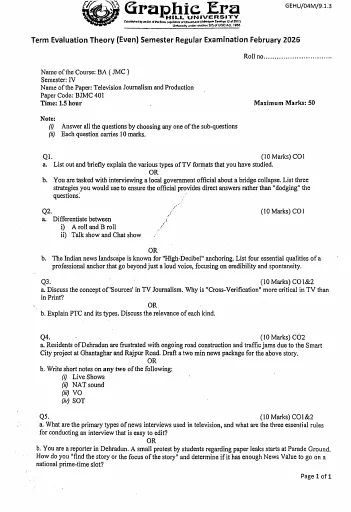 GEHU/04M/9.1.3
Graphic Era
HILL UNIVERSITY
Term Evaluation Theory (Even) Semester Regular Examination February 2026
Roll no..............................
Name of the Course: BA ( JMC )
Semester: IV
Name of the Paper: Television Journalism and Production
Paper Code: BJMC 401
Time: 1.5 hour Maximum Marks: 50
Note:
(i) Answer all the questions by choosing any one of the sub-questions
(ii) Each question carries 10 marks.
Q1. (10 Marks) CO1
a. List out and briefly explain the various types of TV formats that you have studied.
OR
b. You are tasked with interviewing a local government official about a bridge collapse. List three
strategies you would use to ensure the official provides direct answers rather than "dodging" the
questions.
Q2. (10 Marks) CO1
a. Differentiate between
i) A roll and B roll
ii) Talk show and Chat show
OR
b. The Indian news landscape is known for "High-Decibel" anchoring. List four essential qualities of a
professional anchor that go beyond just a loud voice, focusing on credibility and spontaneity.
Q3. (10 Marks) CO1&2
a. Discuss the concept of 'Sources' in TV Journalism. Why is "Cross-Verification" more critical in TV than
in Print?
OR
b. Explain PTC and its types. Discuss the relevance of each kind.
Q4. (10 Marks) CO2
a. Residents of Dehradun are frustrated with ongoing road construction and traffic jams due to the Smart
City project at Ghantaghar and Rajpur Road. Draft a two min news package for the above story.
OR
b. Write short notes on any two of the following:
(i) Live Shows
(ii) NAT sound
(iii) VO
(iv) SOT
Q5. (10 Marks) CO1&2
a. What are the primary types of news interviews used in television, and what are the three essential rules
for conducting an interview that is easy to edit?
OR
b. You are a reporter in Dehradun. A small protest by students regarding paper leaks starts at Parade Ground.
How do you "find the story or the focus of the story" and determine if it has enough News Value to go on a
national prime-time slot?
Page 1 of 1